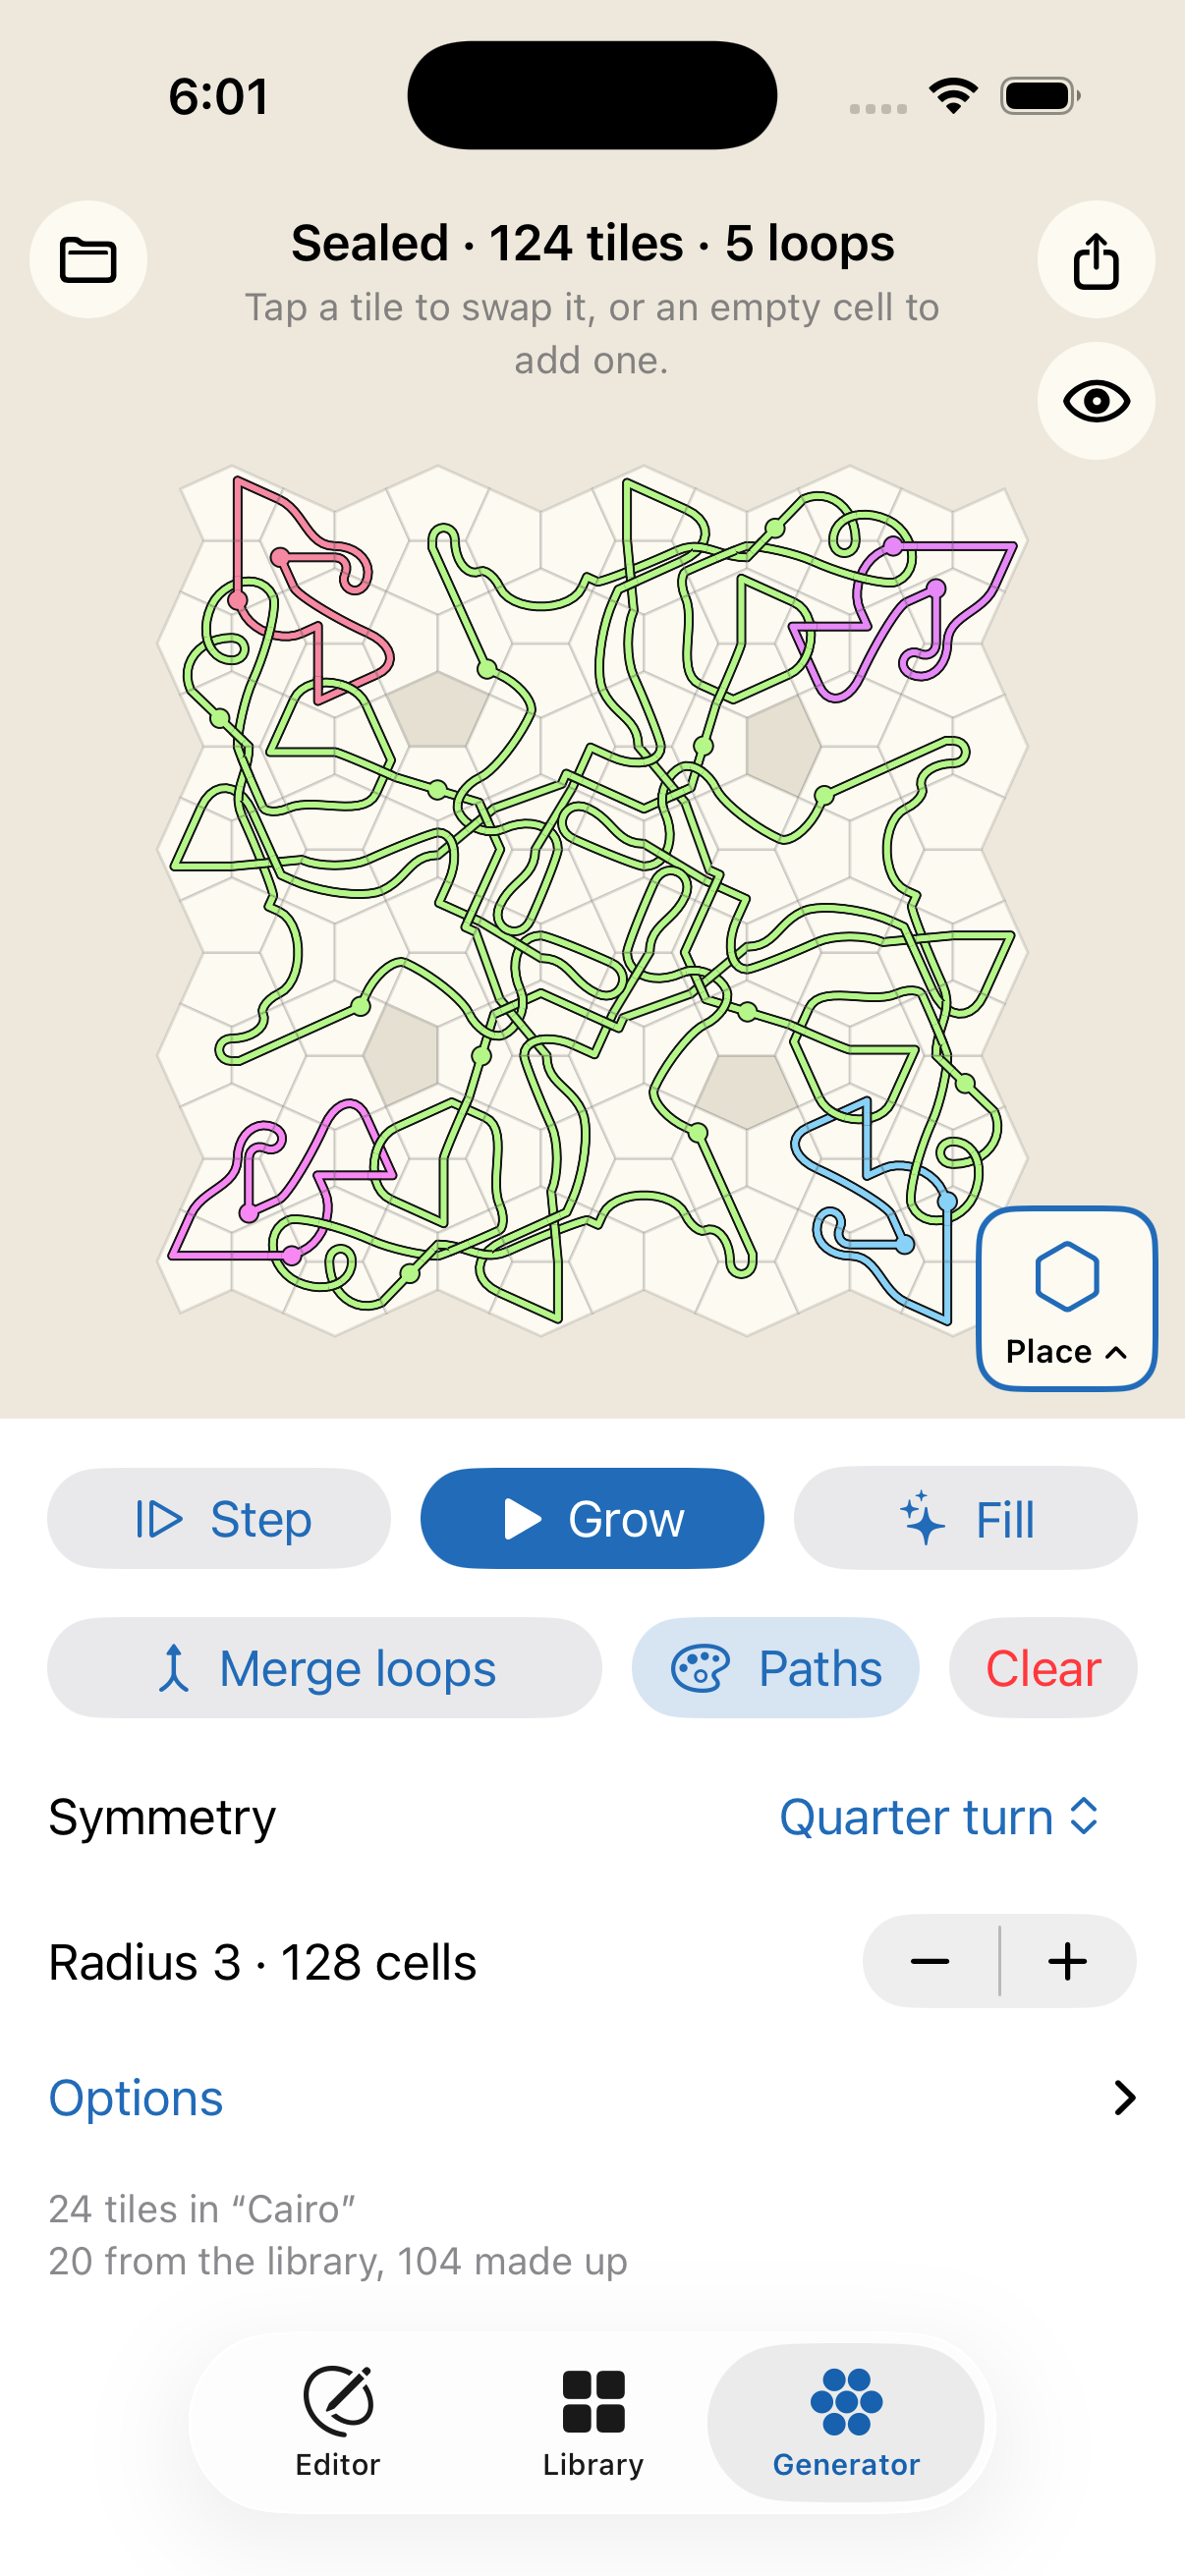 6:01
Sealed · 124 tiles · 5 loops
Tap a tile to swap it, or an empty cell to
add one.
Place
Step
Grow
Fill
Merge loops
Paths
Clear
Symmetry
Quarter turn
Radius 3 · 128 cells
Options
24 tiles in “Cairo”
20 from the library, 104 made up
Editor
Library
Generator